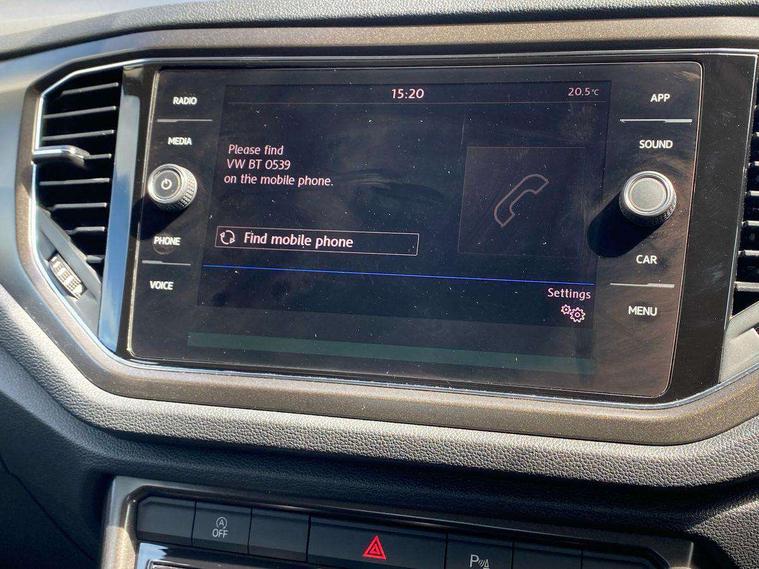 15:20
20.5°C
RADIO
MEDIA
PHONE
VOICE
Please find
VW BT 0539
on the mobile phone.
Find mobile phone
Settings
APP
SOUND
CAR
MENU
A
OFF
P